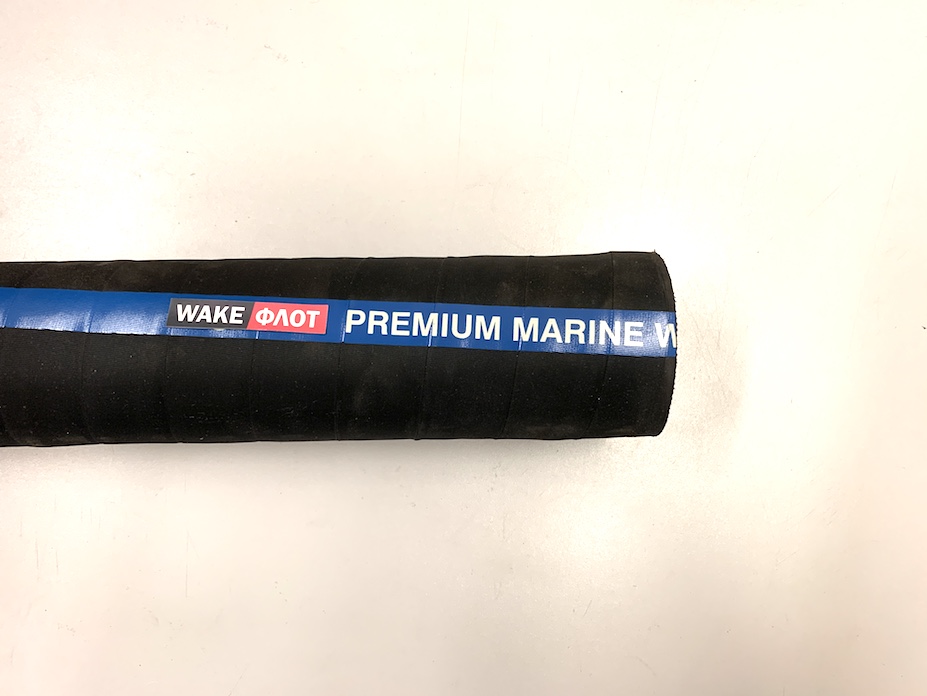 WAKE ФЛОТ PREMIUM MARINE W